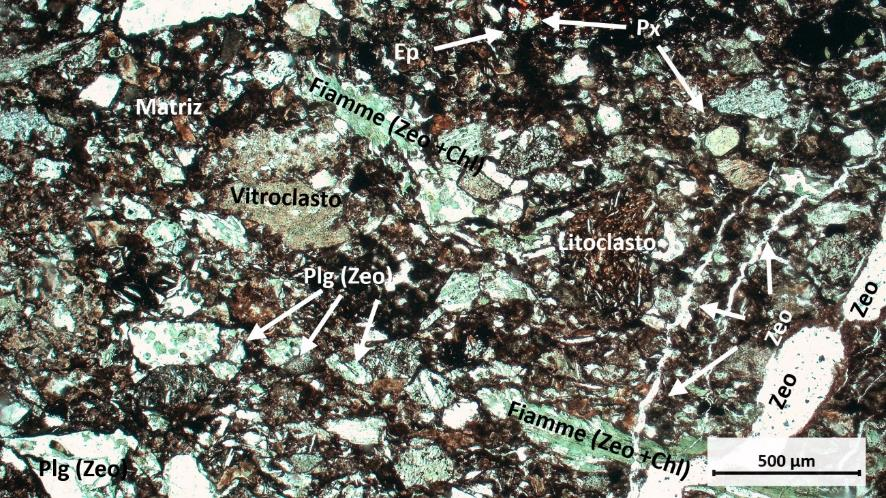 Px
Ep
Fiamme (Zeo +Chl)
Matriz
Vitroclasto
Litoclasto
Plg (Zeo)
Zeo
Zeo
Zeo
Fiamme (Zeo +Chl)
Plg (Zeo)
500 µm